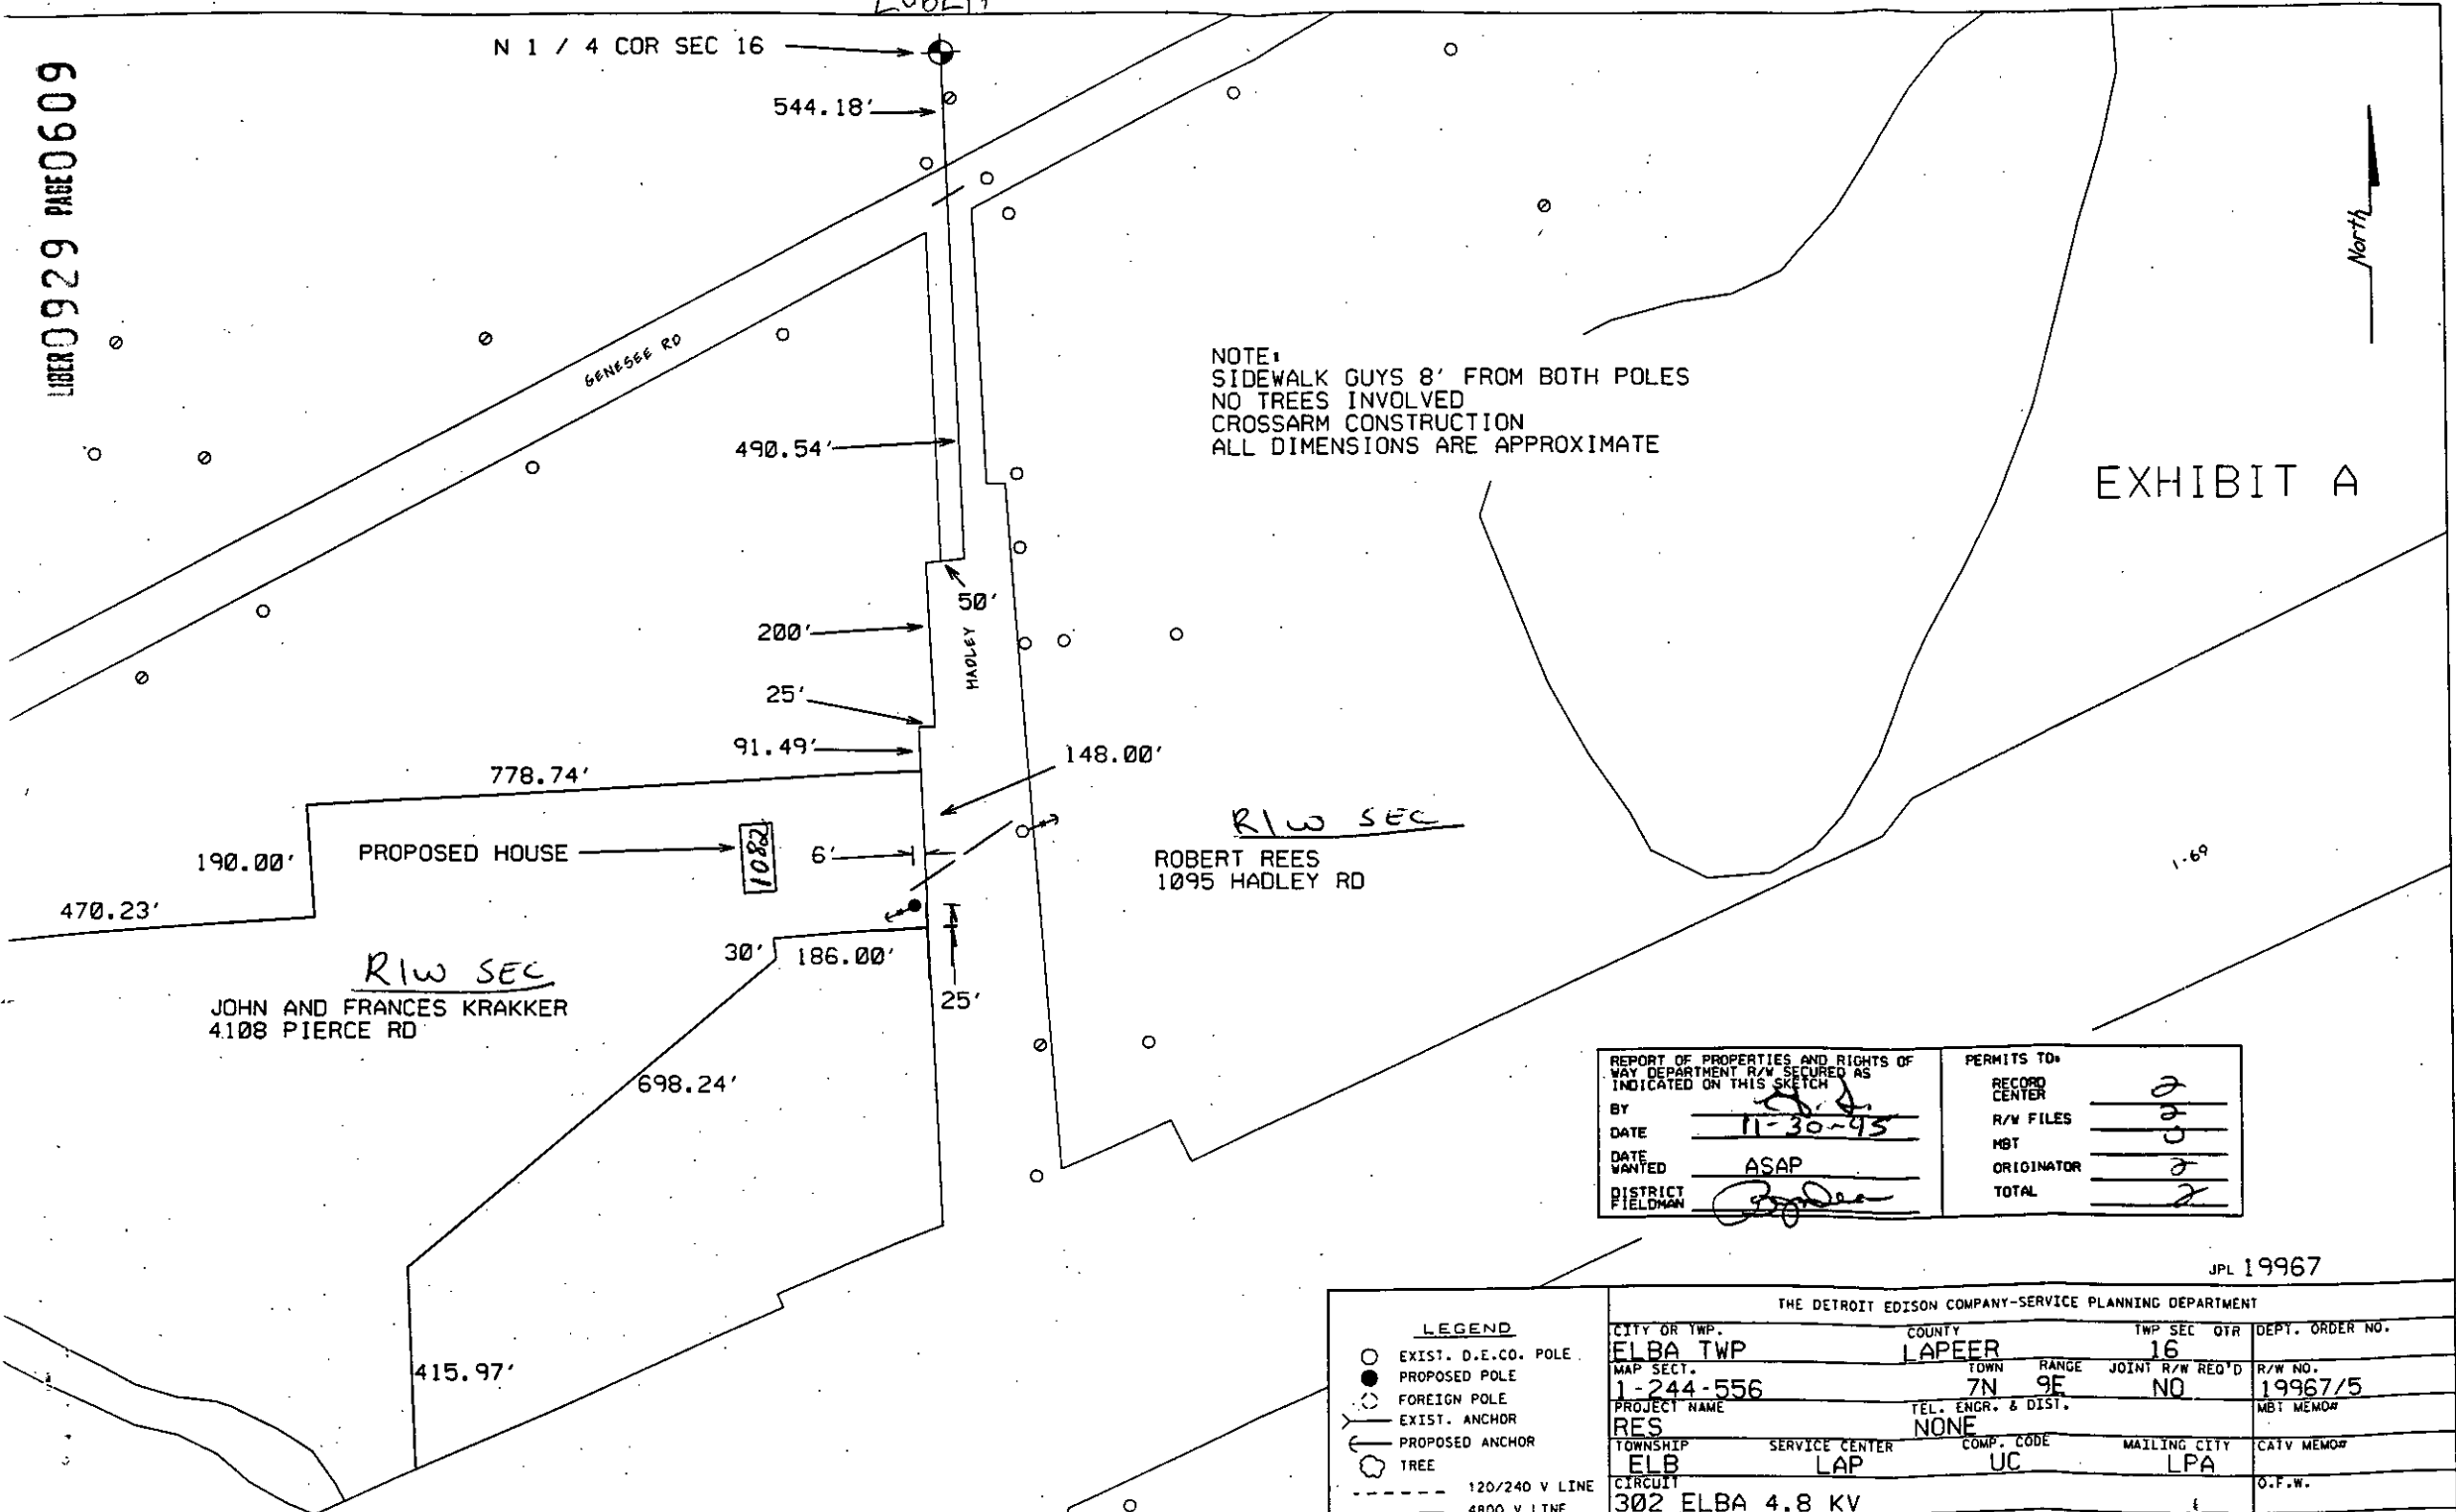 LIBER 0929 PAGE 0609
N 1 / 4 COR SEC 16
544.18'
GENESEE RD
490.54'
North
NOTE:
SIDEWALK GUYS 8' FROM BOTH POLES
NO TREES INVOLVED
CROSSARM CONSTRUCTION
ALL DIMENSIONS ARE APPROXIMATE
EXHIBIT A
50'
200'
HADLEY
25'
91.49'
148.00'
778.74'
190.00'
PROPOSED HOUSE
1082
6'
R/W SEC
ROBERT REES
1095 HADLEY RD
I-69
470.23'
30'
186.00'
25'
R/W SEC
JOHN AND FRANCES KRAKKER
4108 PIERCE RD
698.24'
415.97'
REPORT OF PROPERTIES AND RIGHTS OF
WAY DEPARTMENT R/W SECURED AS
INDICATED ON THIS SKETCH
BY
DATE 11-30-95
DATE WANTED ASAP
DISTRICT FIELDMAN
PERMITS TO:
RECORD CENTER 2
R/W FILES 2
MBT 0
ORIGINATOR 2
TOTAL 2
JPL 19967
LEGEND
EXIST. D.E.CO. POLE
PROPOSED POLE
FOREIGN POLE
EXIST. ANCHOR
PROPOSED ANCHOR
TREE
120/240 V LINE
4800 V LINE
THE DETROIT EDISON COMPANY-SERVICE PLANNING DEPARTMENT
CITY OR TWP. COUNTY TWP SEC QTR DEPT. ORDER NO.
ELBA TWP LAPEER 16
MAP SECT. TOWN RANGE JOINT R/W REQ'D R/W NO.
1-244-556 7N 9E NO 19967/5
PROJECT NAME TEL. ENGR. & DIST. MBT MEMO#
RES NONE
TOWNSHIP SERVICE CENTER COMP. CODE MAILING CITY CATV MEMO#
ELB LAP UC LPA
CIRCUIT O.F.W.
302 ELBA 4.8 KV